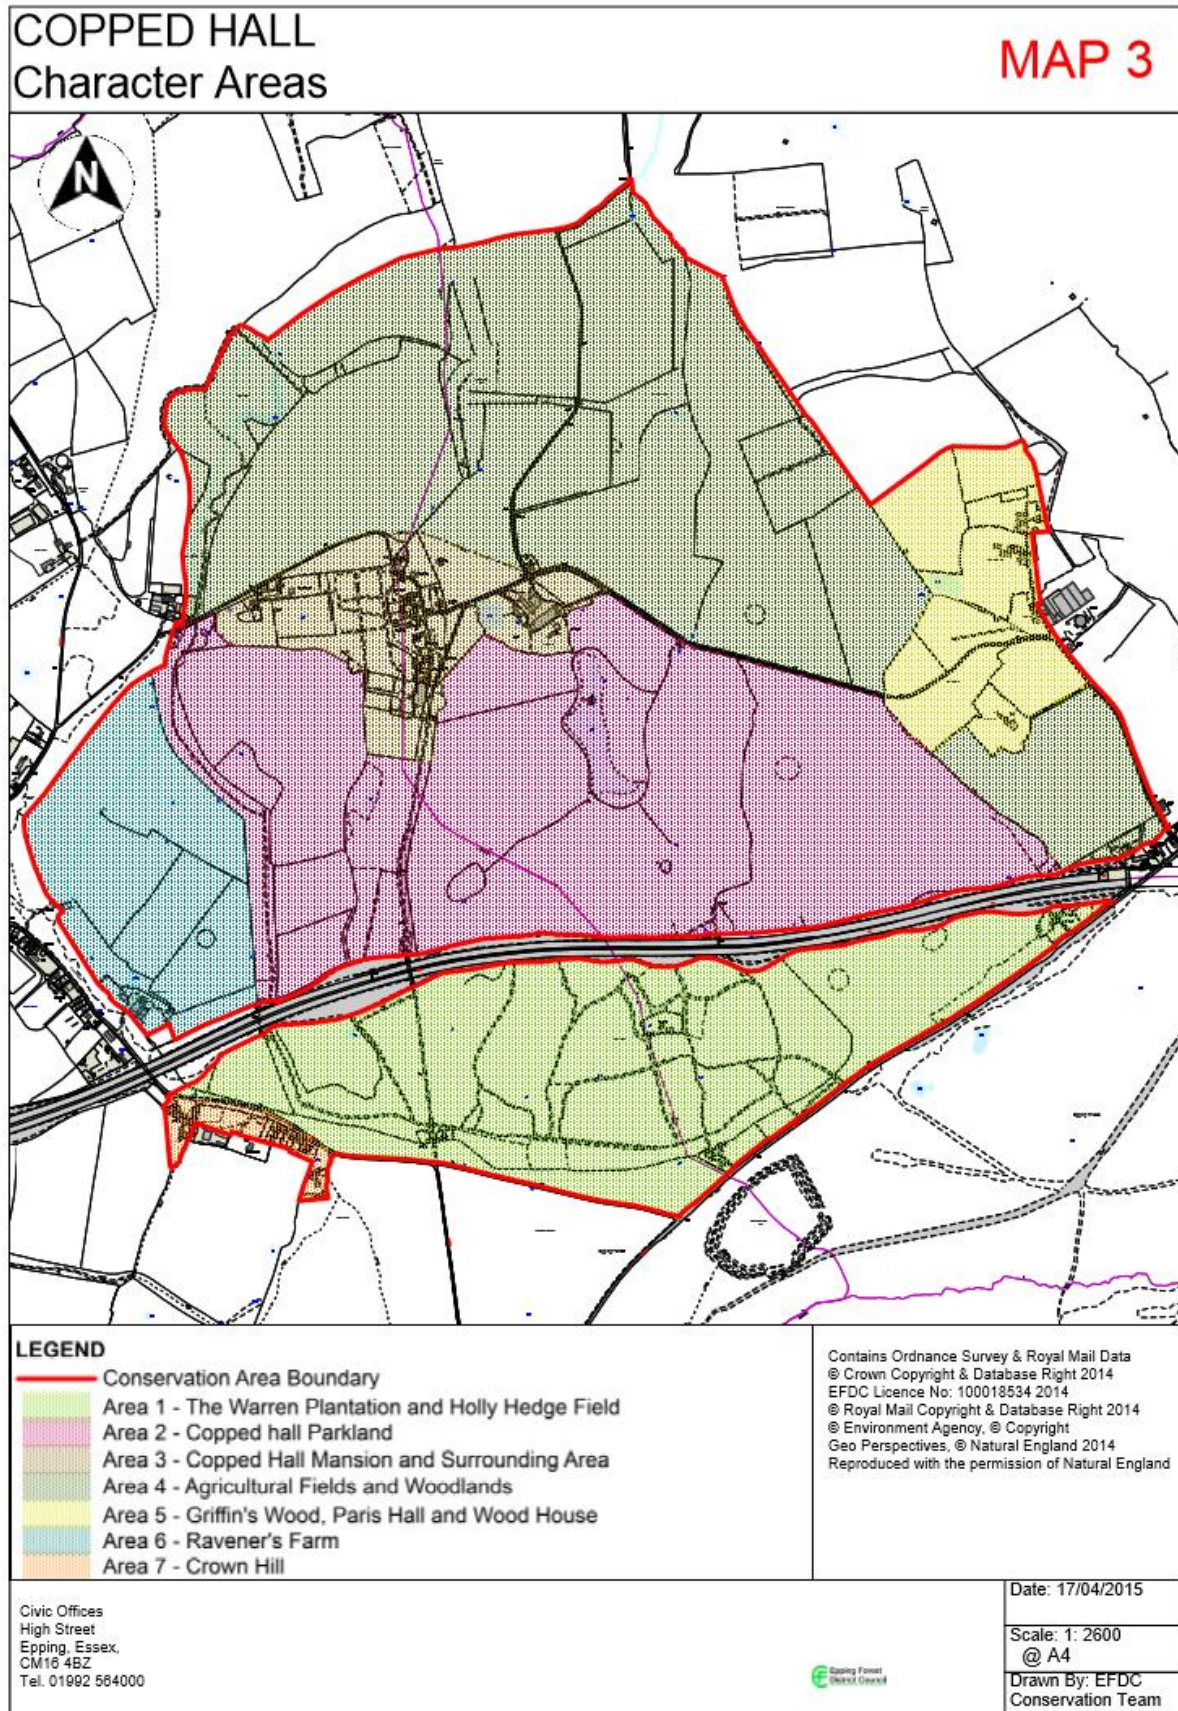 COPPED HALL
Character Areas
MAP 3
N
LEGEND
Conservation Area Boundary
Area 1 - The Warren Plantation and Holly Hedge Field
Area 2 - Copped hall Parkland
Area 3 - Copped Hall Mansion and Surrounding Area
Area 4 - Agricultural Fields and Woodlands
Area 5 - Griffin's Wood, Paris Hall and Wood House
Area 6 - Ravener's Farm
Area 7 - Crown Hill
Contains Ordnance Survey & Royal Mail Data
© Crown Copyright & Database Right 2014
EFDC Licence No: 100018534 2014
© Royal Mail Copyright & Database Right 2014
© Environment Agency, © Copyright
Geo Perspectives, © Natural England 2014
Reproduced with the permission of Natural England
Civic Offices
High Street
Epping, Essex,
CM16 4BZ
Tel. 01992 564000
Epping Forest
District Council
Date: 17/04/2015
Scale: 1: 2600
@ A4
Drawn By: EFDC
Conservation Team